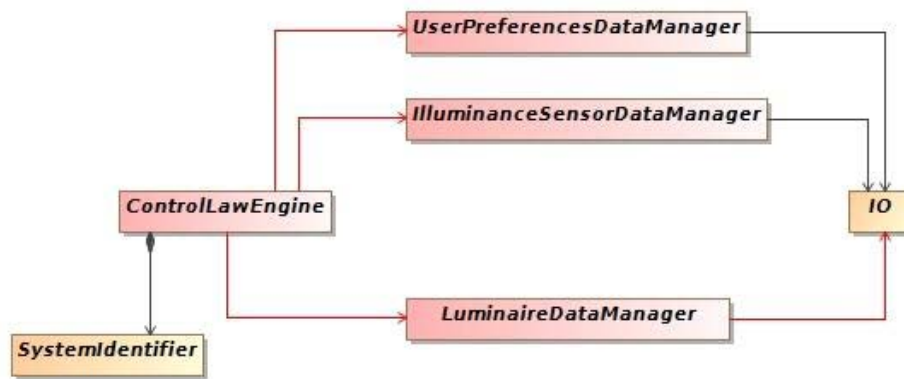 UserPreferencesDataManager
IlluminanceSensorDataManager
ControlLawEngine
IO
LuminaireDataManager
SystemIdentifier